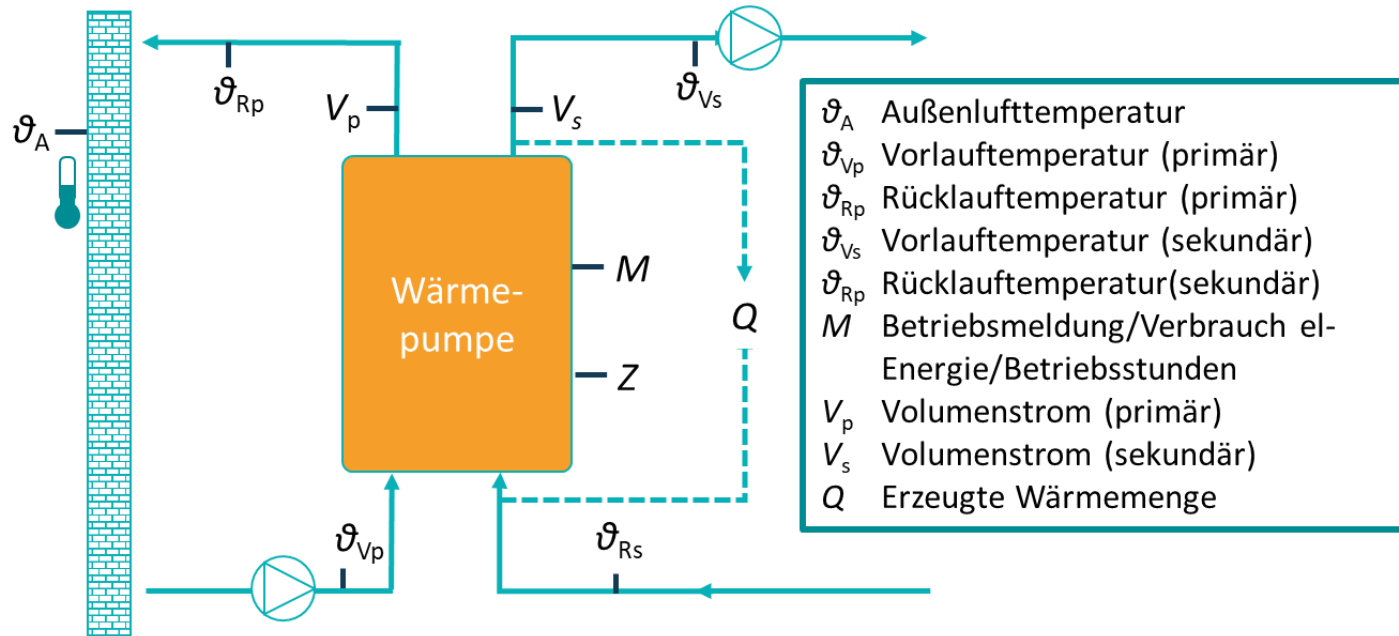 ϑRp
Vp
Vs
ϑVs
ϑA
Wärme-
pumpe
M
Z
Q
ϑVp
ϑRs
ϑA Außenlufttemperatur
ϑVp Vorlauftemperatur (primär)
ϑRp Rücklauftemperatur (primär)
ϑVs Vorlauftemperatur (sekundär)
ϑRp Rücklauftemperatur(sekundär)
M Betriebsmeldung/Verbrauch el-
Energie/Betriebsstunden
Vp Volumenstrom (primär)
Vs Volumenstrom (sekundär)
Q Erzeugte Wärmemenge